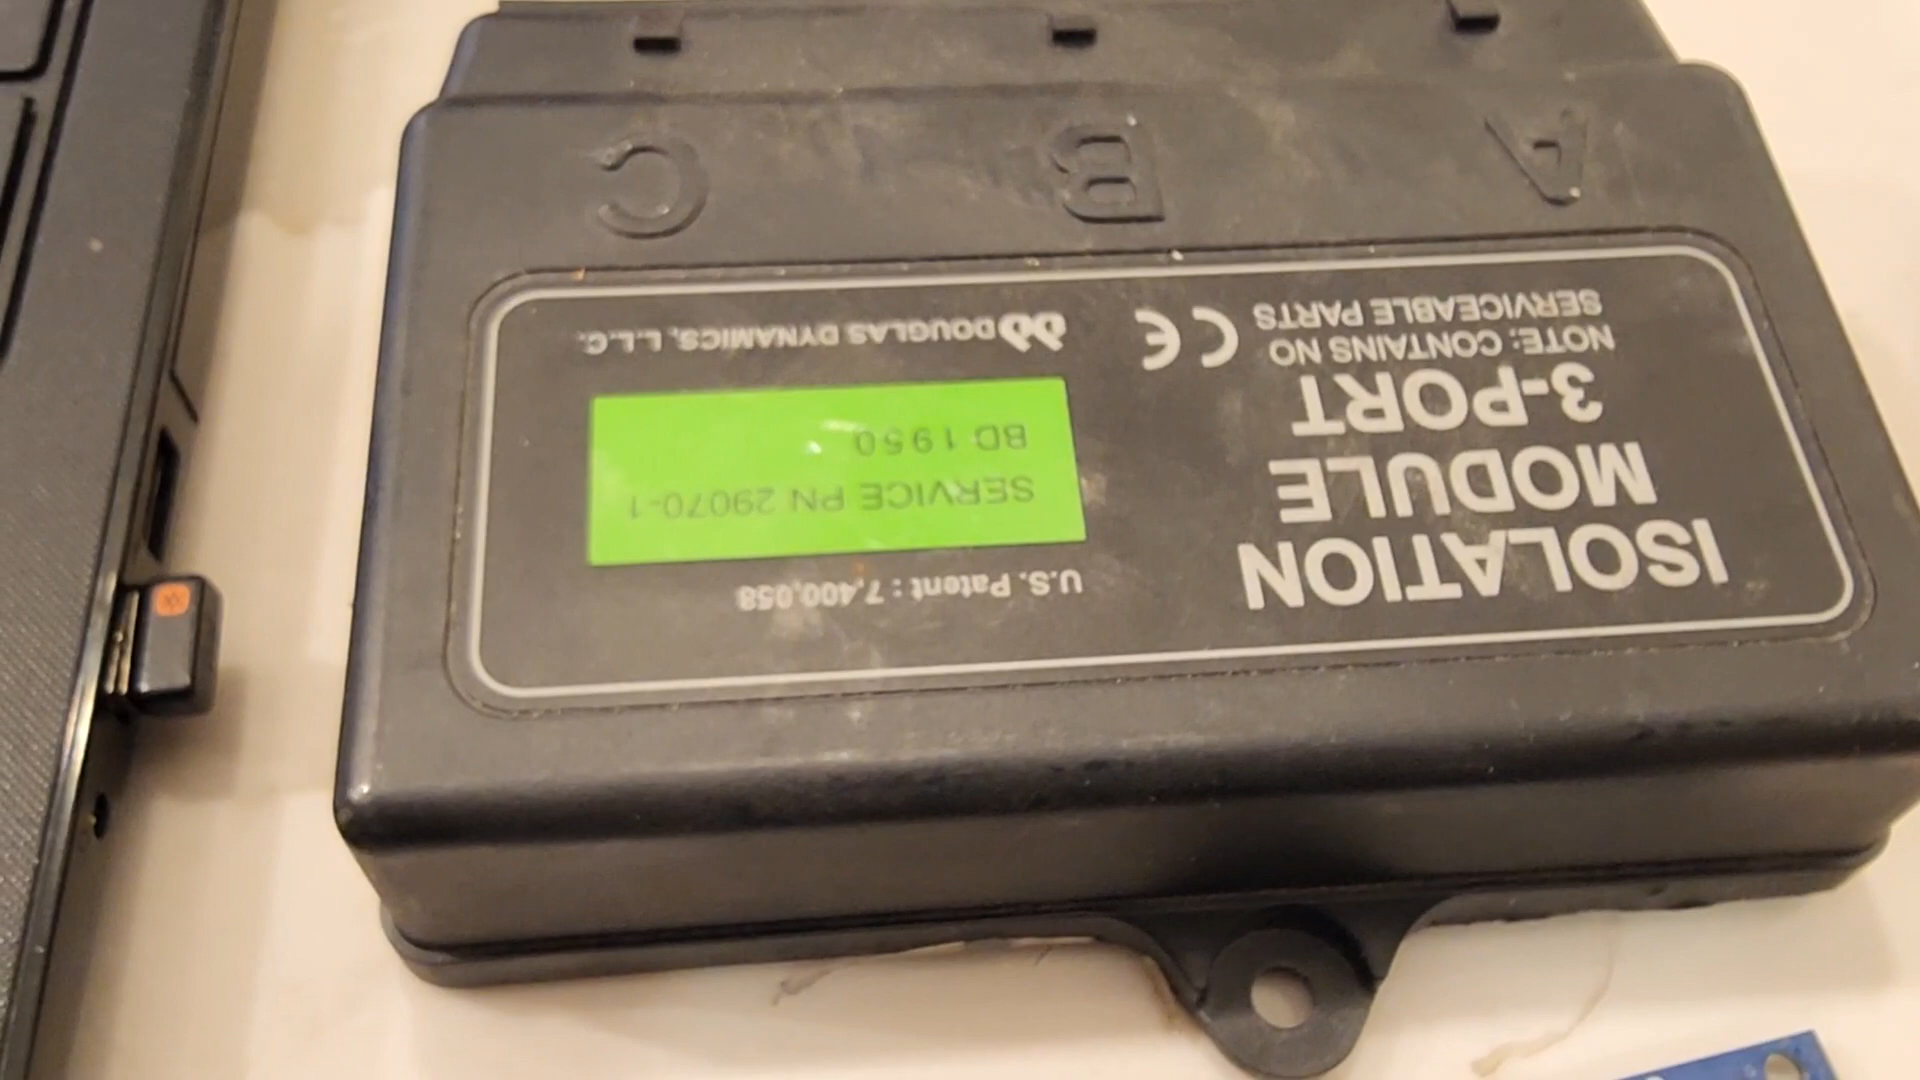 ISOLATION
MODULE
3-PORT
NOTE: CONTAINS NO
SERVICEABLE PARTS
CE
U.S. Patent : 7,400,058
SERVICE PN 29070-1
BD 1950
DOUGLAS DYNAMICS, L.L.C.
A B C